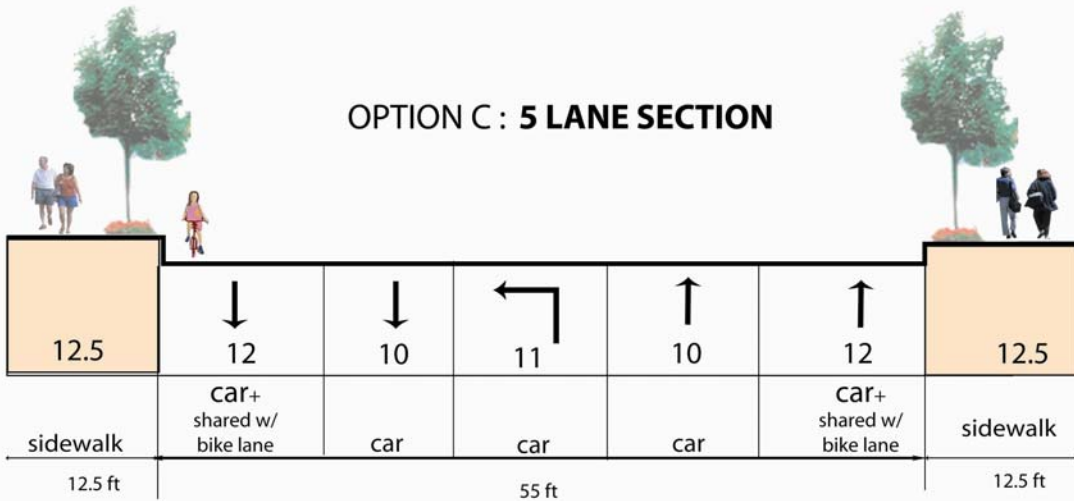 OPTION C : 5 LANE SECTION
12.5
12
10
11
10
12
12.5
sidewalk
car+
shared w/
bike lane
car
car
car
car+
shared w/
bike lane
sidewalk
12.5 ft
55 ft
12.5 ft